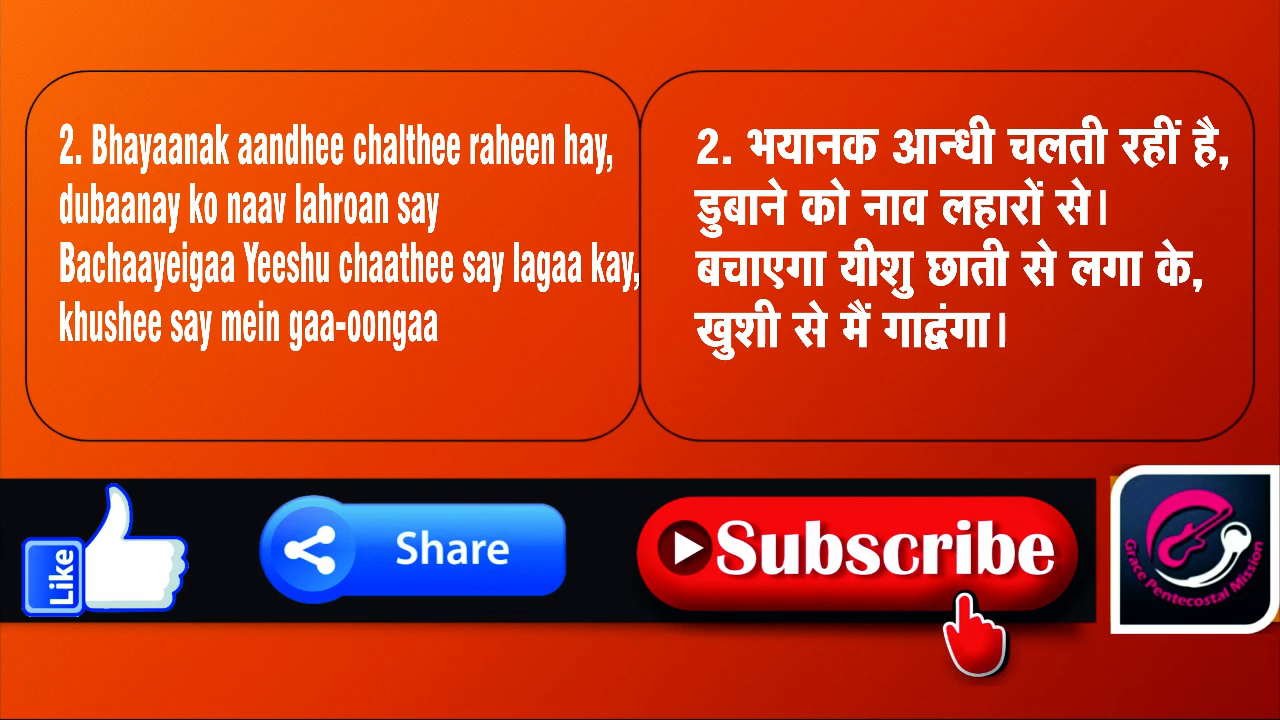 2. Bhayaanak aandhee chalthee raheen hay,
dubaanay ko naav lahroan say
Bachaayeigaa Yeeshu chaathee say lagaa kay,
khushee say mein gaa-oongaa
2. भयानक आन्धी चलती रहीं है,
डुबाने को नाव लहारों से।
बचाएगा यीशु छाती से लगा के,
खुशी से मैं गाद्वंगा।
Like
Share
Subscribe
Grace Pentecostal Mission